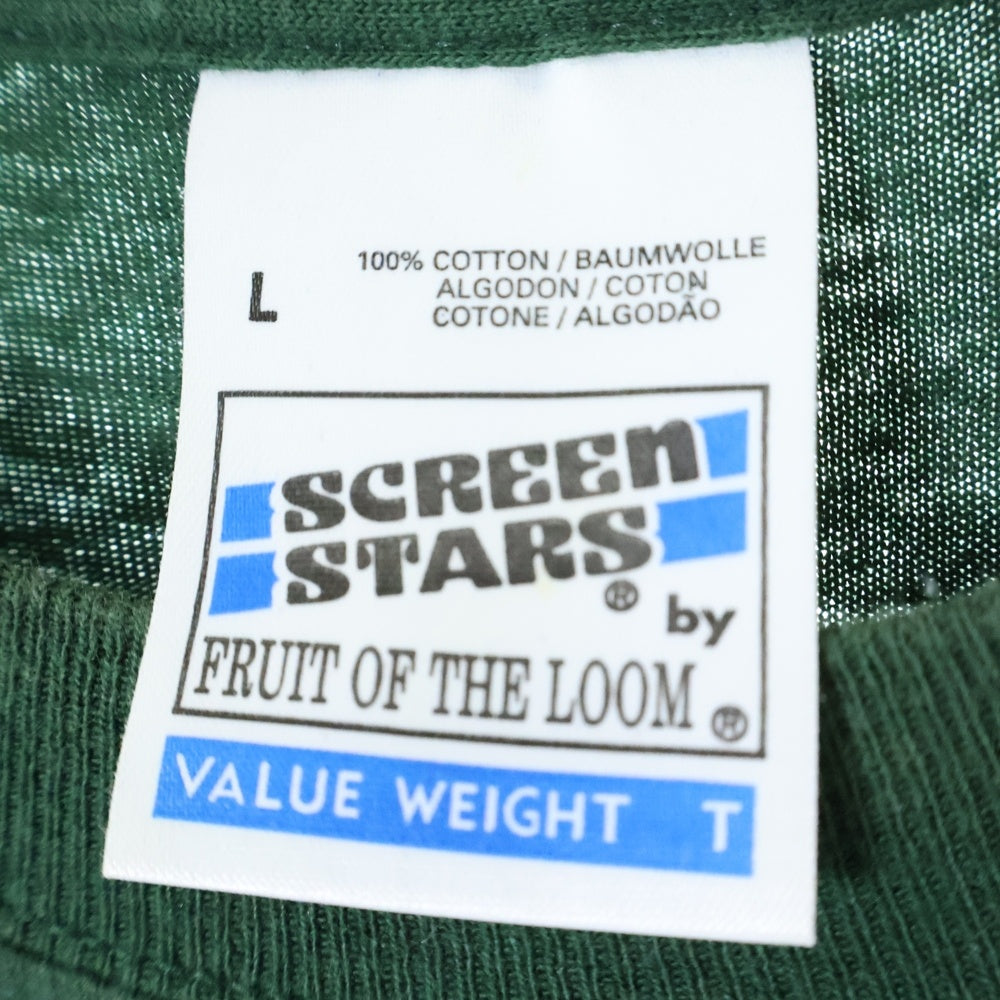 L
100% COTTON / BAUMWOLLE
ALGODON / COTON
COTONE / ALGODÃO
SCREEN
STARS®
by
FRUIT OF THE LOOM®
VALUE WEIGHT T